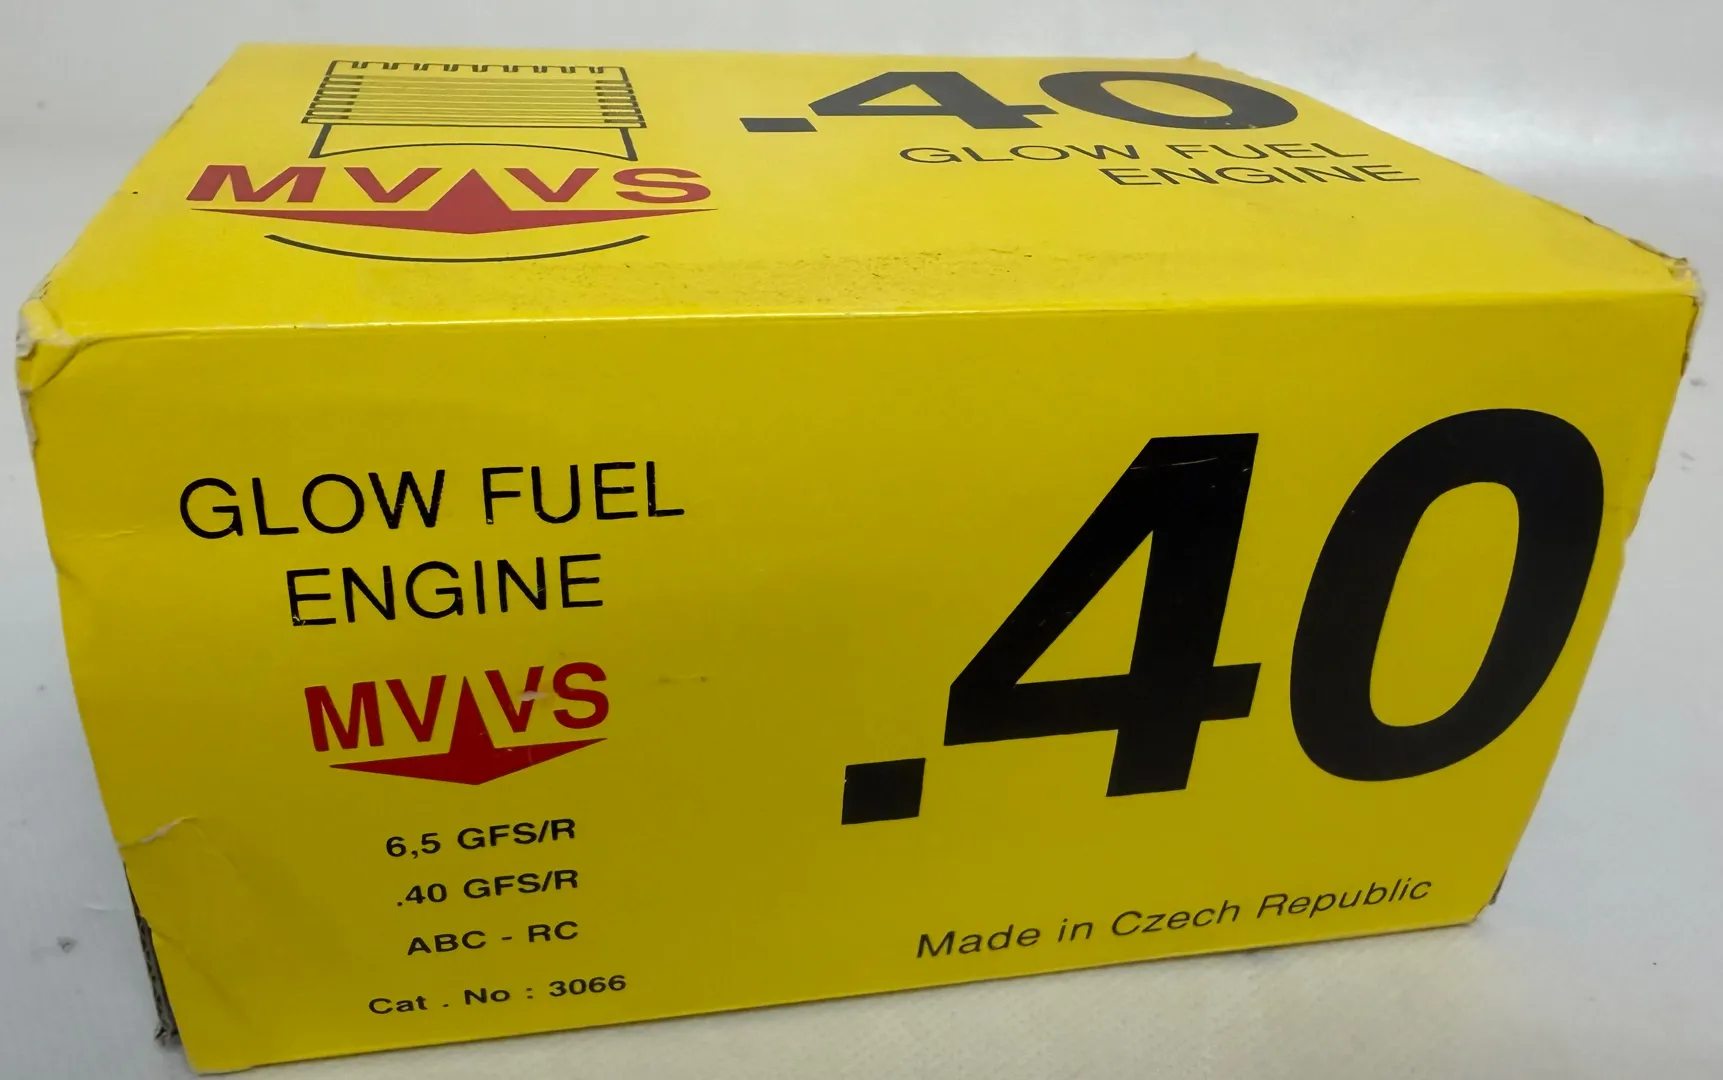 MVVS
.40
GLOW FUEL
ENGINE
GLOW FUEL
ENGINE
MVVS
6,5 GFS/R
.40 GFS/R
ABC - RC
Cat . No : 3066
.40
Made in Czech Republic